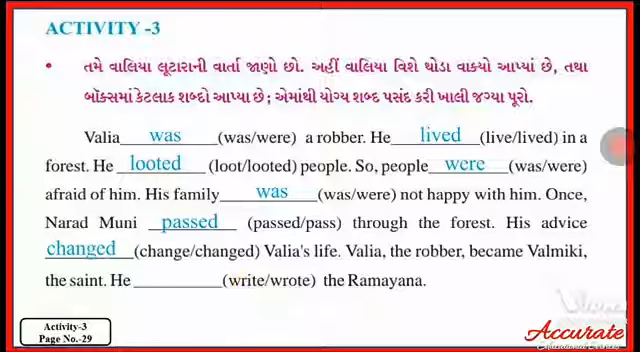 ACTIVITY -3
• તમે વાલિયા લૂટારાની વાર્તા જાણો છો. અહીં વાલિયા વિશે થોડા વાક્યો આપ્યાં છે, તથા
બૉક્સમાં કેટલાક શબ્દો આપ્યા છે; એમાંથી યોગ્ય શબ્દ પસંદ કરી ખાલી જગ્યા પૂરો.
Valia was (was/were) a robber. He lived (live/lived) in a
forest. He looted (loot/looted) people. So, people were (was/were)
afraid of him. His family was (was/were) not happy with him. Once,
Narad Muni passed (passed/pass) through the forest. His advice
changed (change/changed) Valia's life. Valia, the robber, became Valmiki,
the saint. He __________ (write/wrote) the Ramayana.
Activity-3
Page No.-29
Accurate